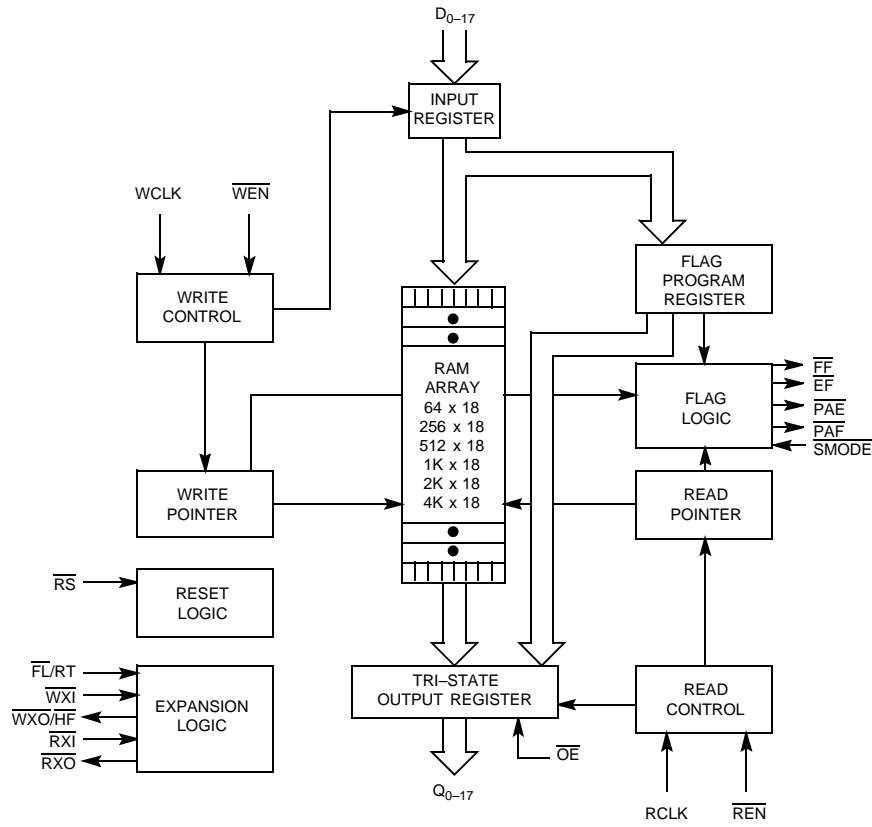 D0–17
INPUT
REGISTER
WCLK
WEN
WRITE
CONTROL
FLAG
PROGRAM
REGISTER
RAM
ARRAY
64 x 18
256 x 18
512 x 18
1K x 18
2K x 18
4K x 18
FLAG
LOGIC
FF
EF
PAE
PAF
SMODE
WRITE
POINTER
READ
POINTER
RS
RESET
LOGIC
FL/RT
WXI
WXO/HF
RXI
RXO
EXPANSION
LOGIC
TRI–STATE
OUTPUT REGISTER
READ
CONTROL
OE
Q0–17
RCLK
REN